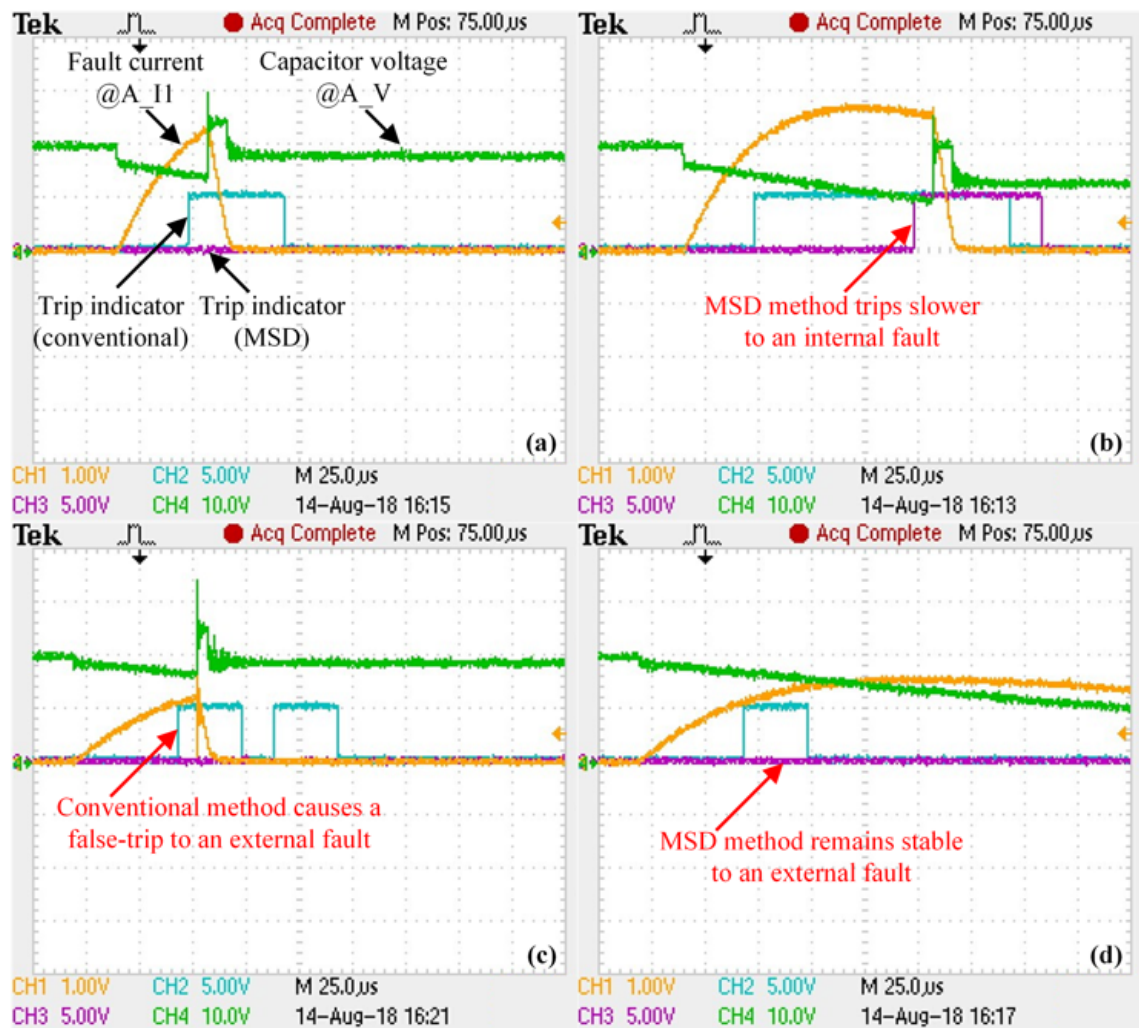 Tek Acq Complete M Pos: 75.00µs
Fault current
@A_I1
Capacitor voltage
@A_V
Trip indicator
(conventional)
Trip indicator
(MSD)
(a)
CH1 1.00V CH2 5.00V M 25.0µs
CH3 5.00V CH4 10.0V 14-Aug-18 16:15
Tek Acq Complete M Pos: 75.00µs
MSD method trips slower
to an internal fault
(b)
CH1 1.00V CH2 5.00V M 25.0µs
CH3 5.00V CH4 10.0V 14-Aug-18 16:13
Tek Acq Complete M Pos: 75.00µs
Conventional method causes a
false-trip to an external fault
(c)
CH1 1.00V CH2 5.00V M 25.0µs
CH3 5.00V CH4 10.0V 14-Aug-18 16:21
Tek Acq Complete M Pos: 75.00µs
MSD method remains stable
to an external fault
(d)
CH1 1.00V CH2 5.00V M 25.0µs
CH3 5.00V CH4 10.0V 14-Aug-18 16:17